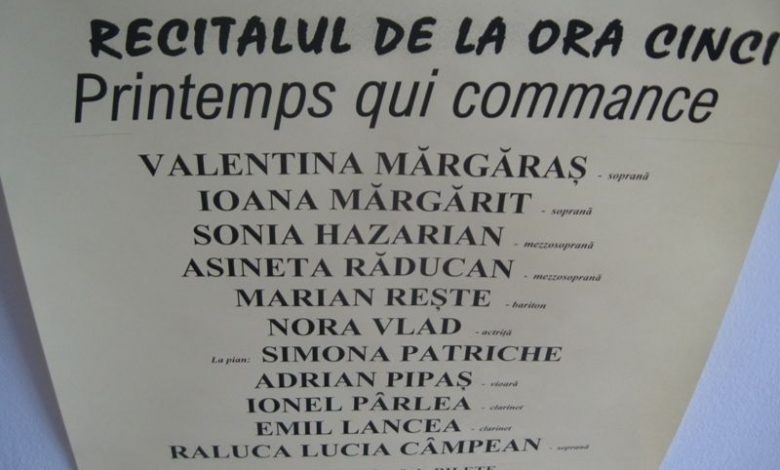 RECITALUL DE LA ORA CINCI
Printemps qui commance
VALENTINA MĂRGĂRAȘ - soprană
IOANA MĂRGĂRIT - soprană
SONIA HAZARIAN - mezzosoprană
ASINETA RĂDUCAN - mezzosoprană
MARIAN REȘTE - bariton
NORA VLAD - actriță
La pian: SIMONA PATRICHE
ADRIAN PIPAȘ - vioară
IONEL PÂRLEA - clarinet
EMIL LANCEA - clarinet
RALUCA LUCIA CÂMPEAN - soprană
BILETE